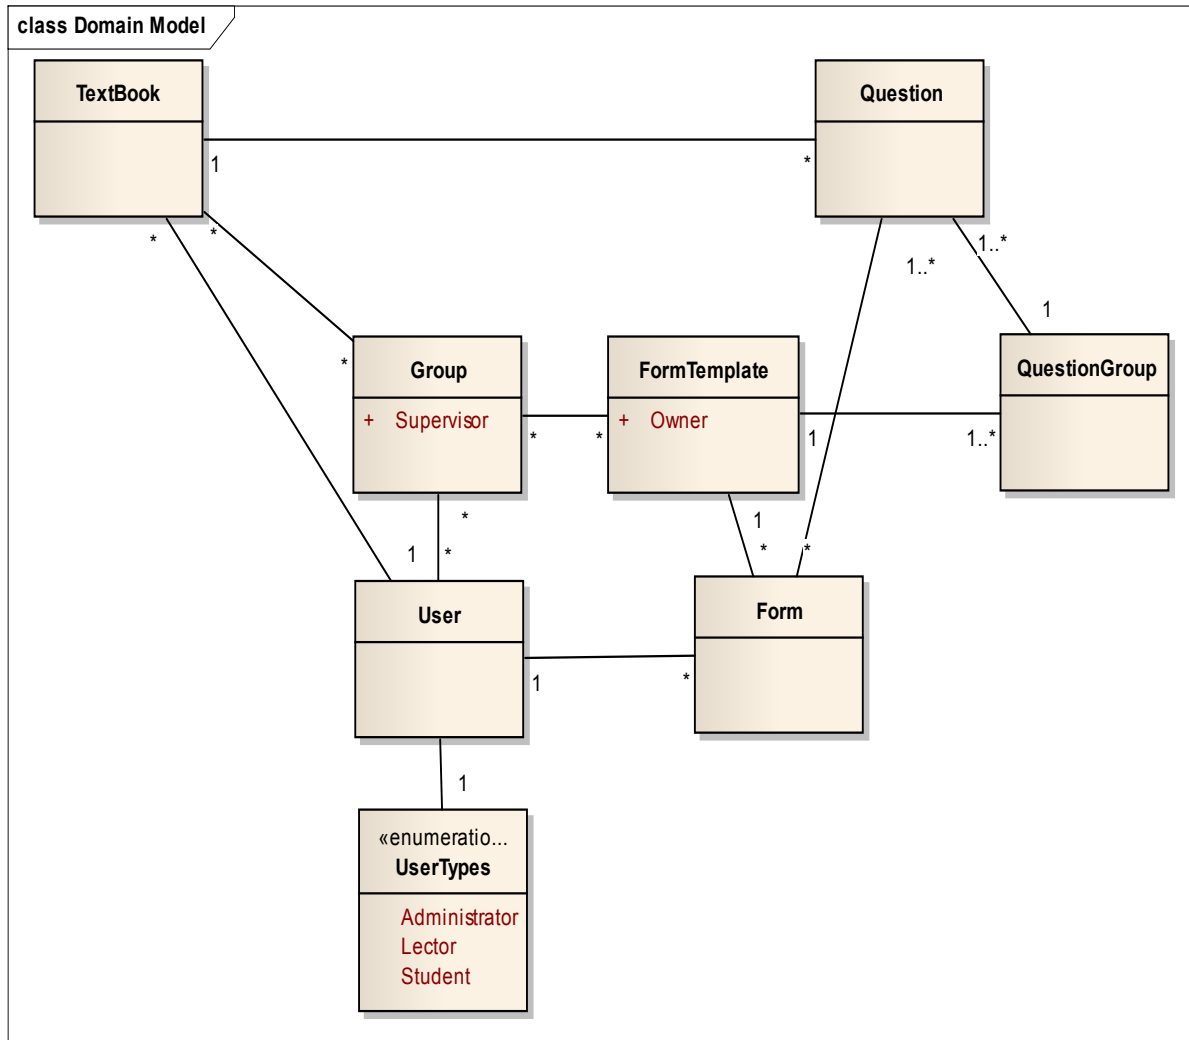 class Domain Model
TextBook
Question
1
*
*
*
1..*
1..*
1
*
Group
+ Supervisor
FormTemplate
+ Owner
QuestionGroup
*
*
1
1..*
*
1
*
1
*
*
User
Form
1
*
1
«enumeratio...
UserTypes
Administrator
Lector
Student